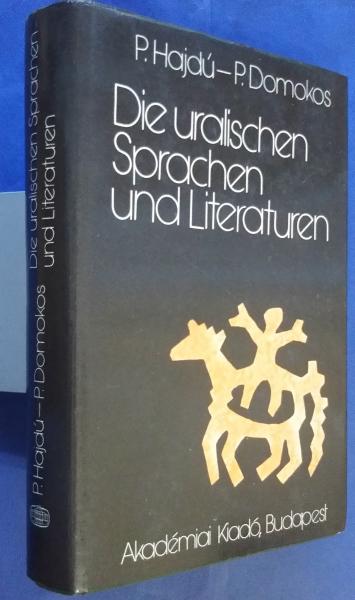 P. Hajdú—P. Domokos
Die uralischen
Sprachen
und Literaturen
Akadémiai Kiadó, Budapest
P. Hajdú—P. Domokos Die uralischen Sprachen
und Literaturen